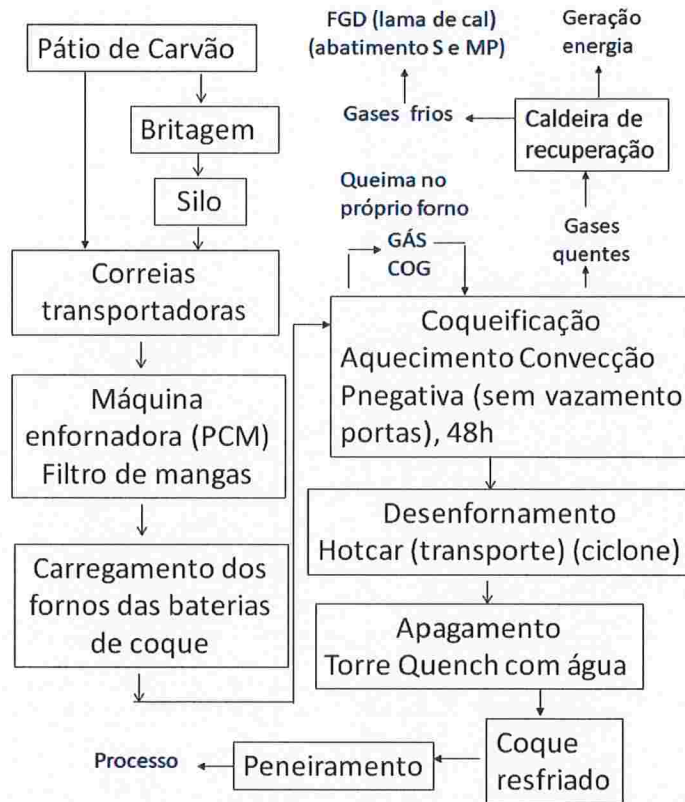 Pátio de Carvão
Britagem
Silo
Correias
transportadoras
Máquina
enfornadora (PCM)
Filtro de mangas
Carregamento dos
fornos das baterias
de coque
FGD (lama de cal)
(abatimento S e MP)
Geração
energia
Gases frios
Caldeira de
recuperação
Queima no
próprio forno
GÁS
COG
Gases
quentes
Coqueificação
Aquecimento Convecção
Pnegativa (sem vazamento
portas), 48h
Desenfornamento
Hotcar (transporte) (ciclone)
Apagamento
Torre Quench com água
Coque
resfriado
Peneiramento
Processo